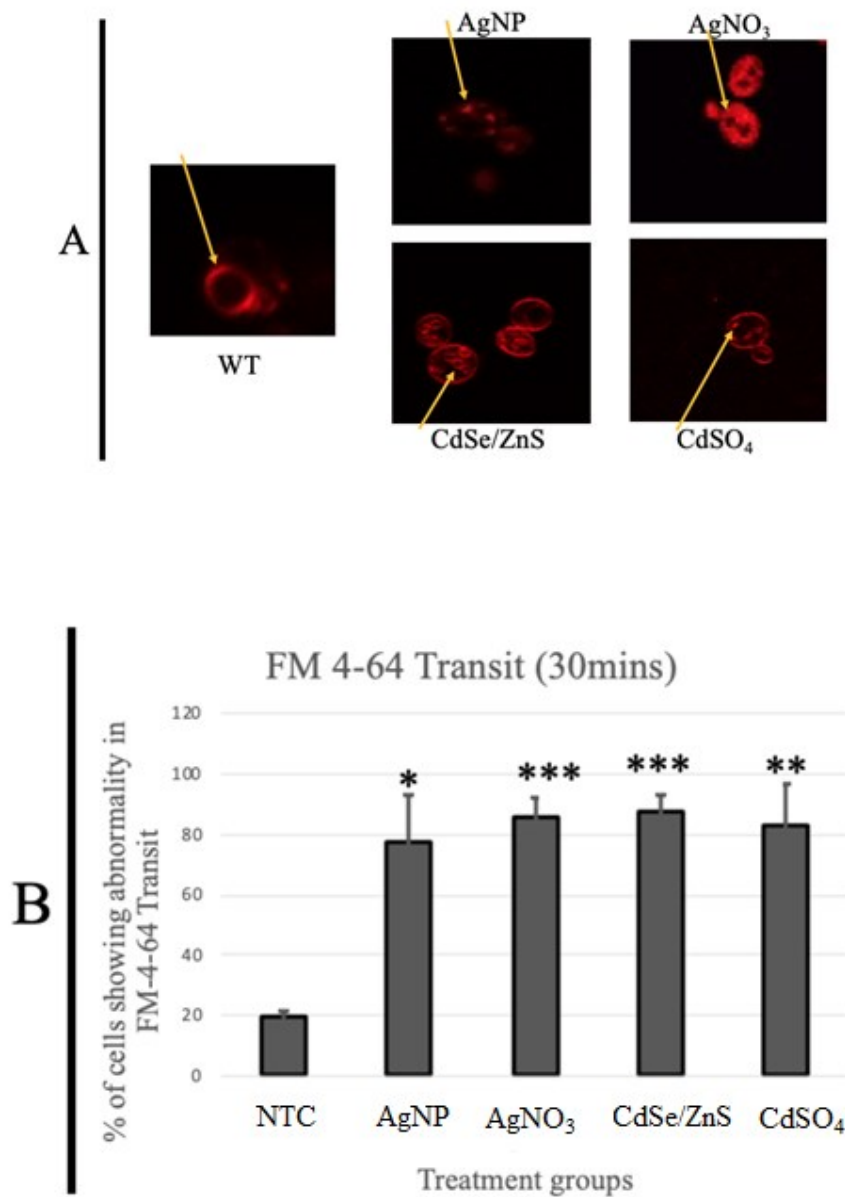 A
WT
AgNP
AgNO₃
CdSe/ZnS
CdSO₄
B
FM 4-64 Transit (30mins)
% of cells showing abnormality in
FM-4-64 Transit
120
100
80
60
40
20
0
*
***
***
**
NTC
AgNP
AgNO₃
CdSe/ZnS
CdSO₄
Treatment groups